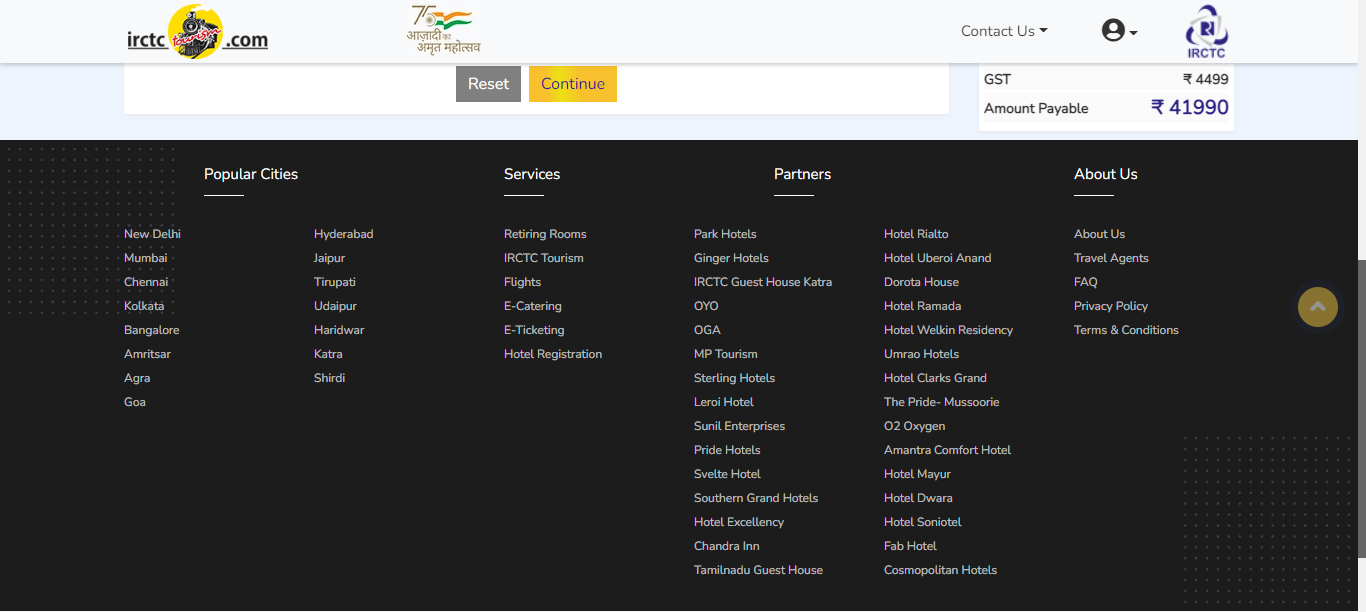 irctc tourism .com
75
आज़ादी का
अमृत महोत्सव
Contact Us
IRCTC
Reset
Continue
GST
₹ 4499
Amount Payable
₹ 41990
Popular Cities
New Delhi
Mumbai
Chennai
Kolkata
Bangalore
Amritsar
Agra
Goa
Hyderabad
Jaipur
Tirupati
Udaipur
Haridwar
Katra
Shirdi
Services
Retiring Rooms
IRCTC Tourism
Flights
E-Catering
E-Ticketing
Hotel Registration
Partners
Park Hotels
Ginger Hotels
IRCTC Guest House Katra
OYO
OGA
MP Tourism
Sterling Hotels
Leroi Hotel
Sunil Enterprises
Pride Hotels
Svelte Hotel
Southern Grand Hotels
Hotel Excellency
Chandra Inn
Tamilnadu Guest House
Hotel Rialto
Hotel Uberoi Anand
Dorota House
Hotel Ramada
Hotel Welkin Residency
Umrao Hotels
Hotel Clarks Grand
The Pride- Mussoorie
O2 Oxygen
Amantra Comfort Hotel
Hotel Mayur
Hotel Dwara
Hotel Soniotel
Fab Hotel
Cosmopolitan Hotels
About Us
About Us
Travel Agents
FAQ
Privacy Policy
Terms & Conditions